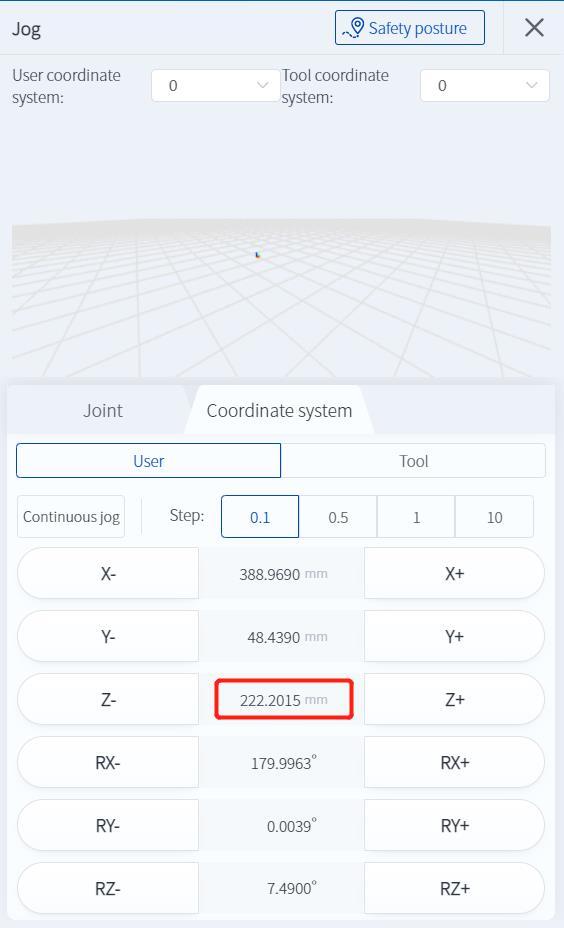 Jog
Safety posture
User coordinate system:
0
Tool coordinate system:
0
Joint
Coordinate system
User
Tool
Continuous jog
Step:
0.1
0.5
1
10
X-
388.9690 mm
X+
Y-
48.4390 mm
Y+
Z-
222.2015 mm
Z+
RX-
179.9963°
RX+
RY-
0.0039°
RY+
RZ-
7.4900°
RZ+